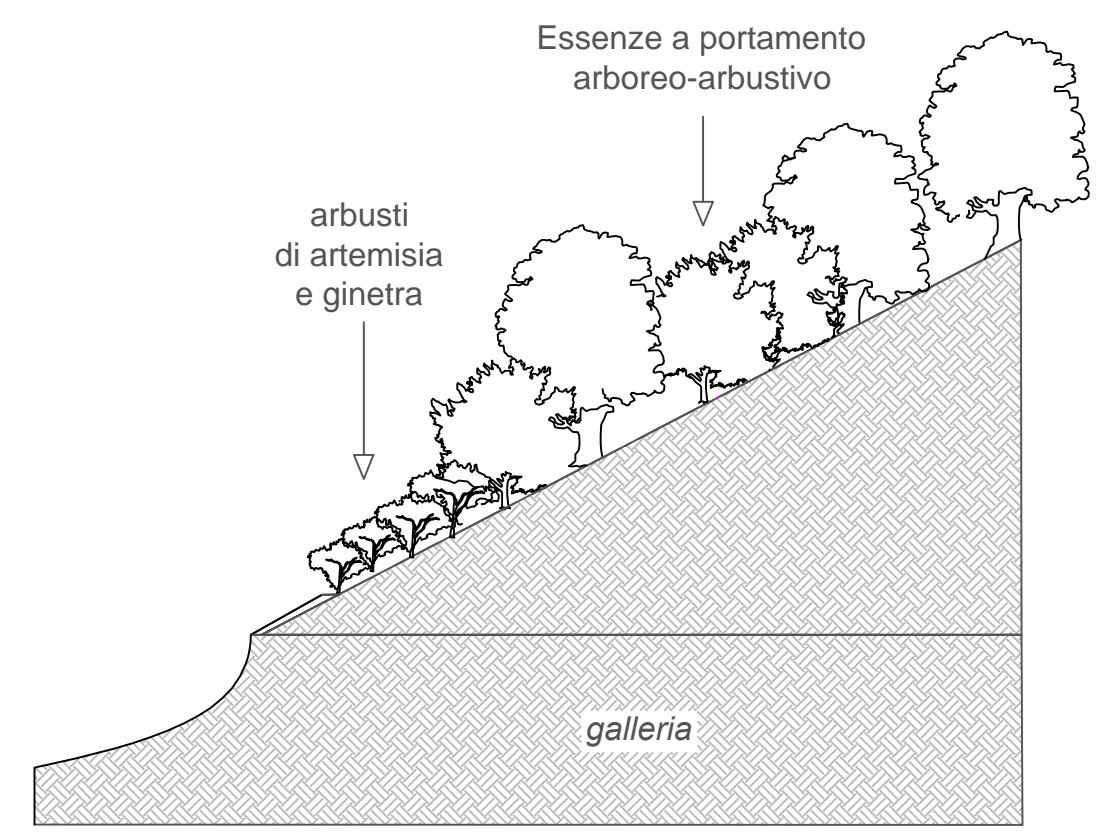 Essenze a portamento
arboreo-arbustivo
arbusti
di artemisia
e ginetra
galleria